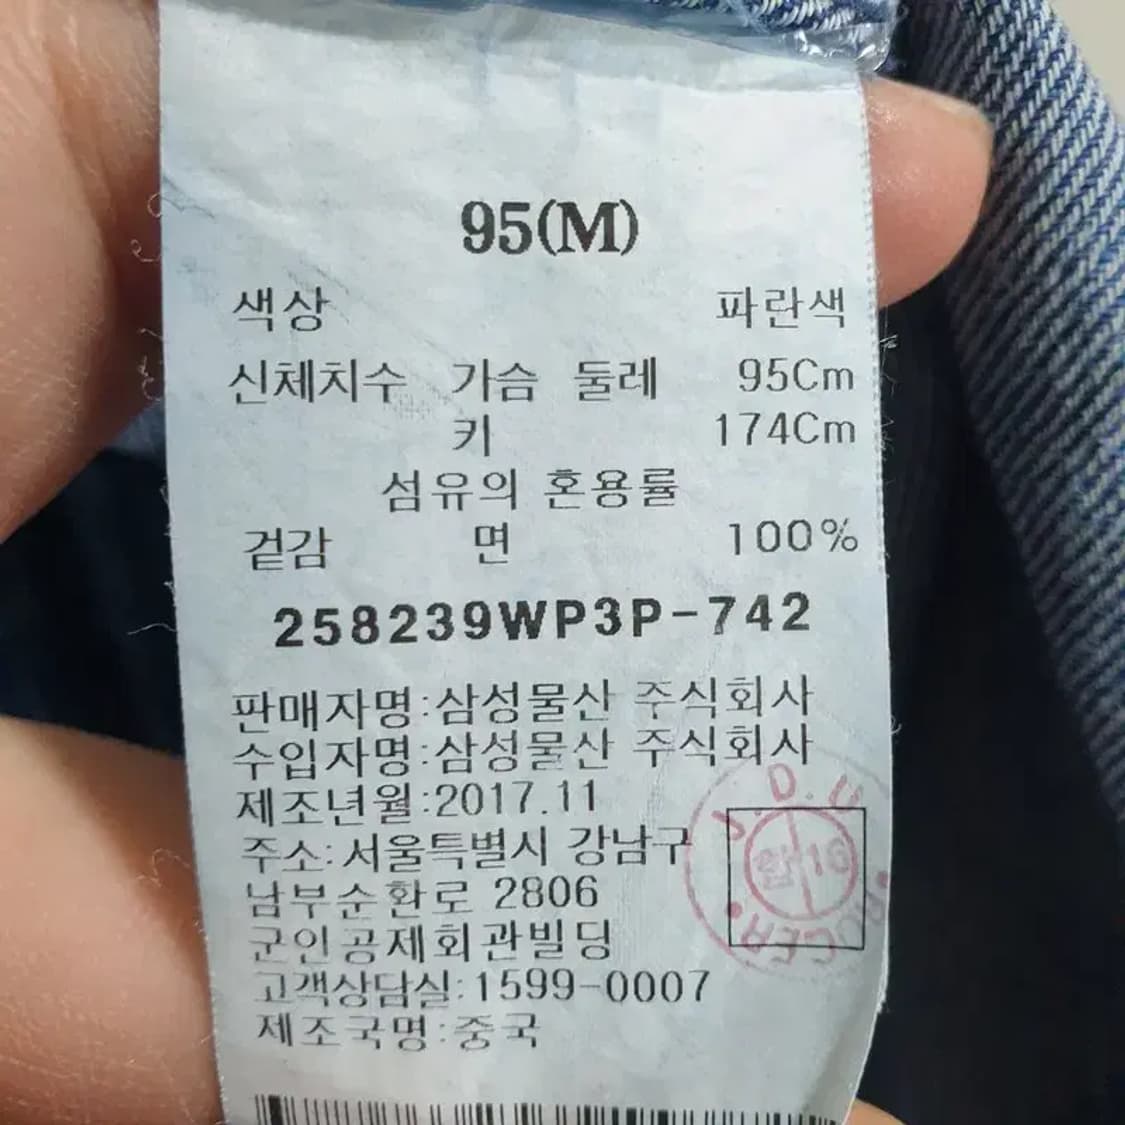 95(M)
색상 파란색
신체치수 가슴 둘레 95Cm
키 174Cm
섬유의 혼용률
겉감 면 100%
258239WP3P-742
판매자명:삼성물산 주식회사
수입자명:삼성물산 주식회사
제조년월:2017.11
주소:서울특별시 강남구
남부순환로 2806
군인공제회관빌딩
고객상담실:1599-0007
제조국명:중국
J.D.U
합 16